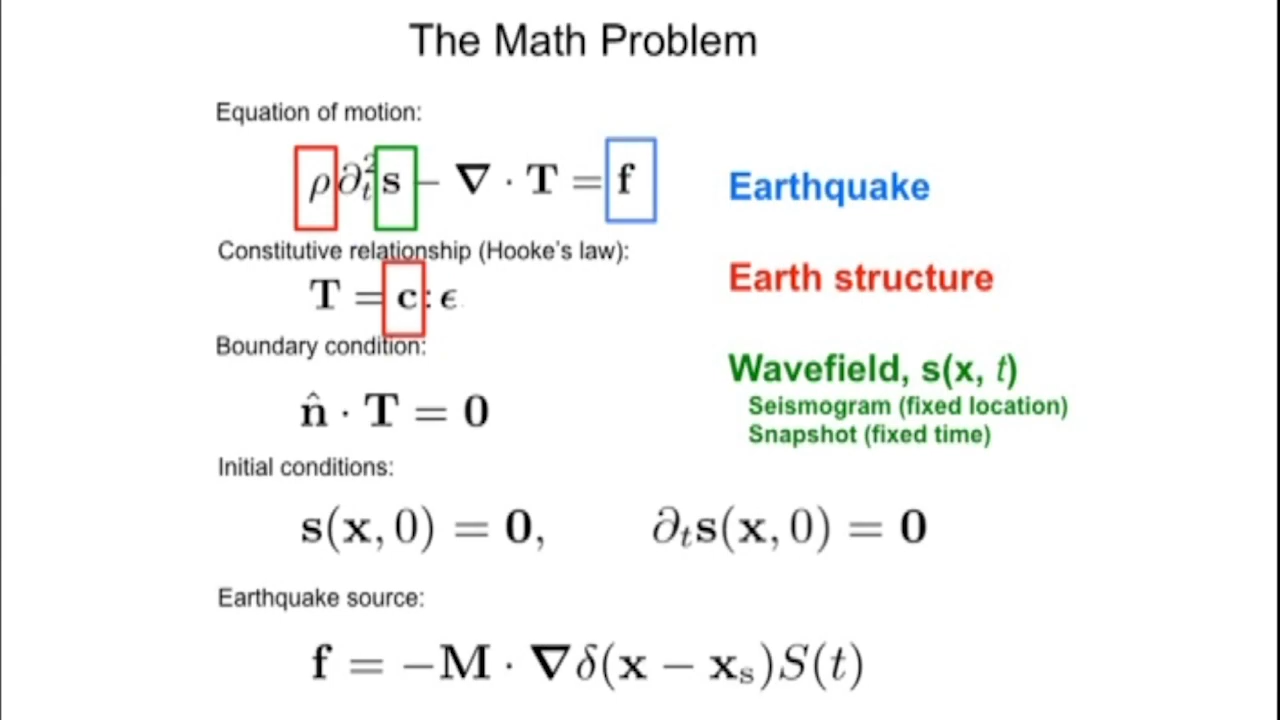 The Math Problem
Equation of motion:
ρ∂ₜ²s − ∇ · T = f
Earthquake
Constitutive relationship (Hooke's law):
T = c : ϵ
Earth structure
Boundary condition:
n̂ · T = 0
Wavefield, s(x, t)
Seismogram (fixed location)
Snapshot (fixed time)
Initial conditions:
s(x, 0) = 0, ∂ₜs(x, 0) = 0
Earthquake source:
f = −M · ∇δ(x − xₛ)S(t)